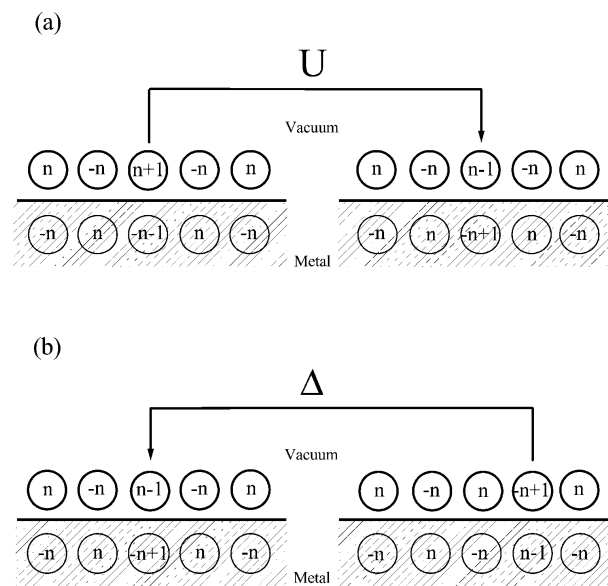 (a)
U
Vacuum
n -n n+1 -n n n -n n-1 -n n
-n n -n-1 n -n -n n -n+1 n -n
Metal
(b)
Δ
Vacuum
n -n n-1 -n n n -n n -n+1 n
-n n -n+1 n -n -n n -n n-1 -n
Metal